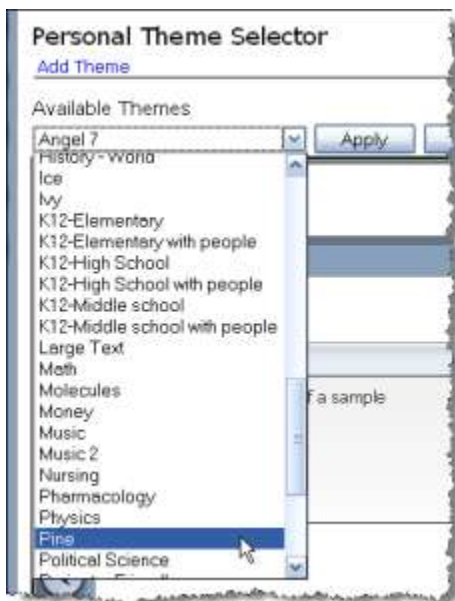 Personal Theme Selector
Add Theme
Available Themes
Angel 7
Apply
History - World
Ice
Ivy
K12-Elementary
K12-Elementary with people
K12-High School
K12-High School with people
K12-Middle school
K12-Middle school with people
Large Text
Math
Molecules
Money
f a sample
Music
Music 2
Nursing
Pharmacology
Physics
Pine
Political Science